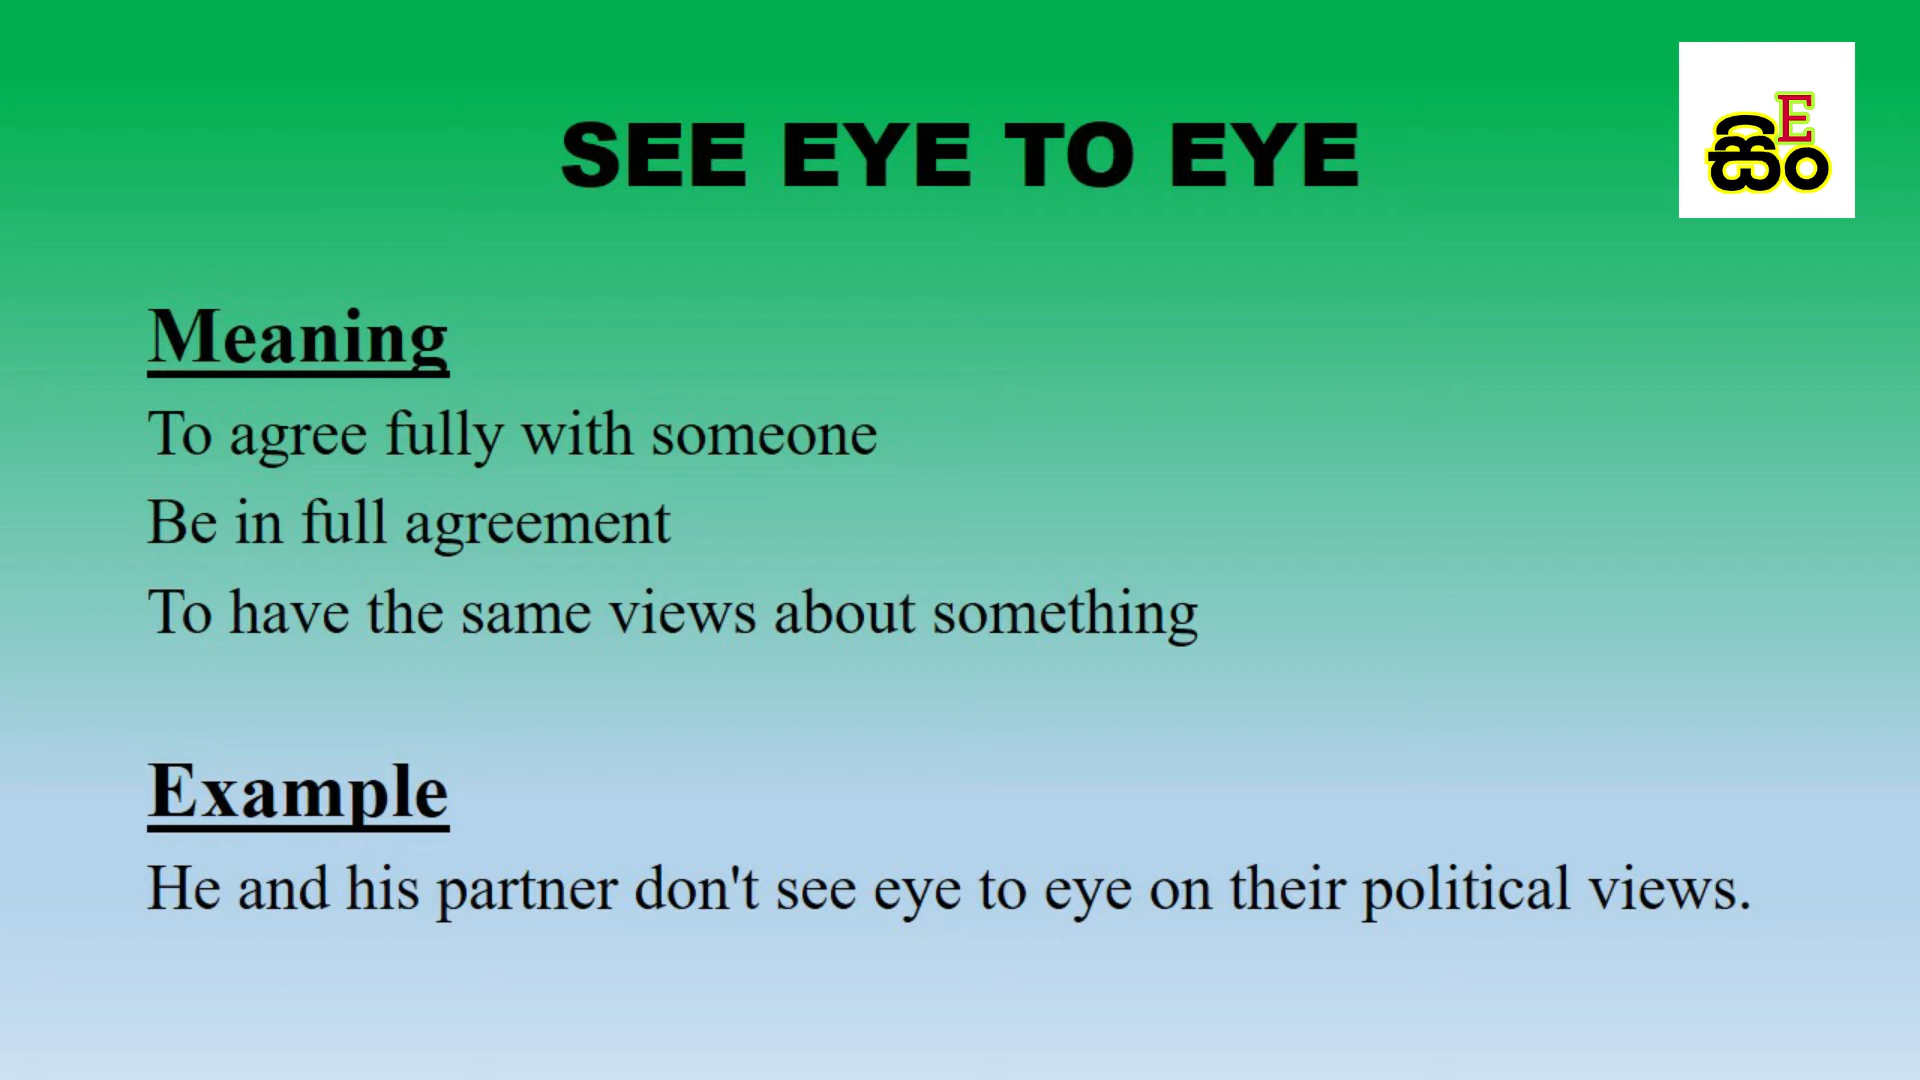 SEE EYE TO EYE
E
සිං
Meaning
To agree fully with someone
Be in full agreement
To have the same views about something
Example
He and his partner don't see eye to eye on their political views.